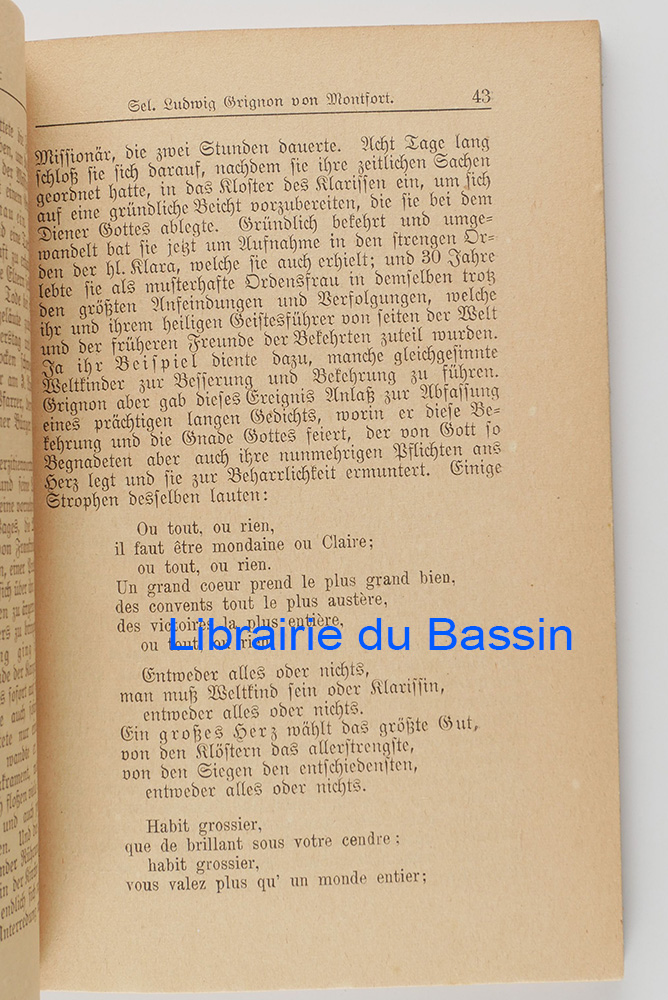 Sel. Ludwig Grignon von Montfort. 43
Missionär, die zwei Stunden dauerte. Acht Tage lang
schloß sie sich darauf, nachdem sie ihre zeitlichen Sachen
geordnet hatte, in das Kloster des Klarissen ein, um sich
auf eine gründliche Beicht vorzubereiten, die sie bei dem
Diener Gottes ablegte. Gründlich bekehrt und umge-
wandelt bat sie jetzt um Aufnahme in den strengen Or-
den der hl. Klara, welche sie auch erhielt; und 30 Jahre
lebte sie als musterhafte Ordensfrau in demselben trotz
den größten Anfeindungen und Verfolgungen, welche
ihr und ihrem heiligen Geistesführer von seiten der Welt
und der früheren Freunde der Bekehrten zuteil wurden.
Ja ihr Beispiel diente dazu, manche gleichgesinnte
Weltkinder zur Besserung und Bekehrung zu führen.
Grignon aber gab dieses Ereignis Anlaß zur Abfassung
eines prächtigen langen Gedichts, worin er diese Be-
kehrung und die Gnade Gottes feiert, der von Gott so
Begnadeten aber auch ihre nunmehrigen Pflichten ans
Herz legt und sie zur Beharrlichkeit ermuntert. Einige
Strophen desselben lauten:
Ou tout, ou rien,
il faut être mondaine ou Claire;
ou tout, ou rien.
Un grand coeur prend le plus grand bien,
des convents tout le plus austère,
des victoires la plus entière,
ou tout, ou rien.
Librairie du Bassin
Entweder alles oder nichts,
man muß Weltkind sein oder Klarissin,
entweder alles oder nichts.
Ein großes Herz wählt das größte Gut,
von den Klöstern das allerstrengste,
von den Siegen den entschiedensten,
entweder alles oder nichts.
Habit grossier,
que de brillant sous votre cendre;
habit grossier,
vous valez plus qu' un monde entier;